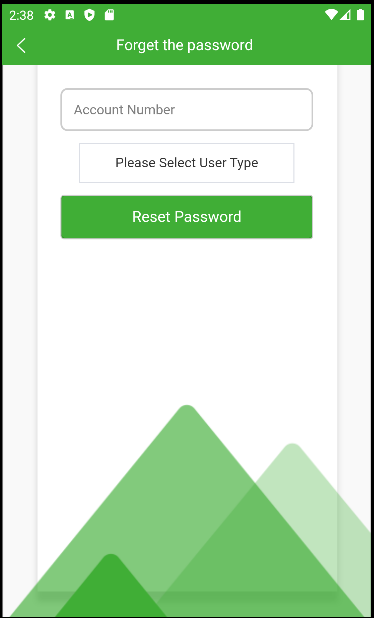 2:38
Forget the password
Account Number
Please Select User Type
Reset Password